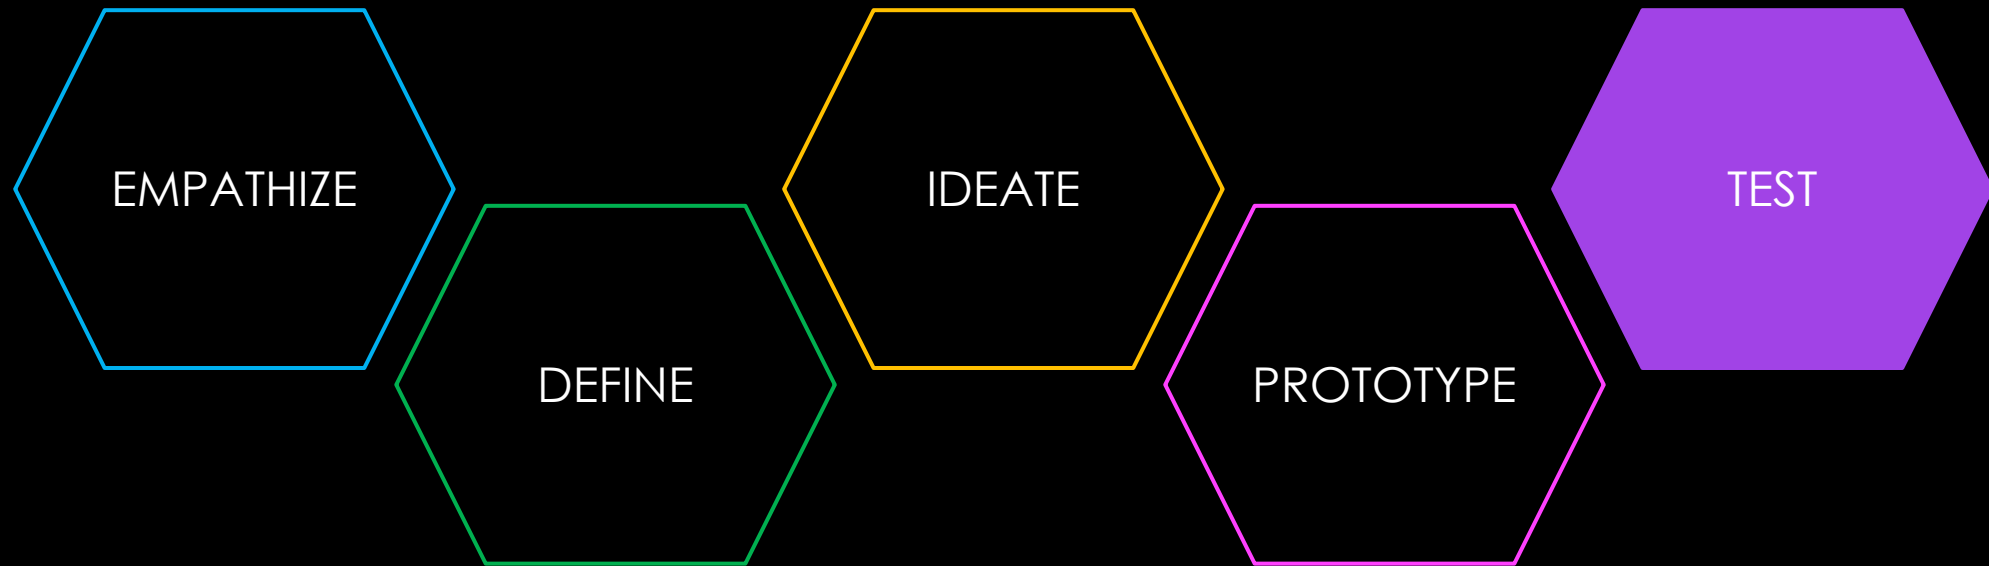 EMPATHIZE
DEFINE
IDEATE
PROTOTYPE
TEST